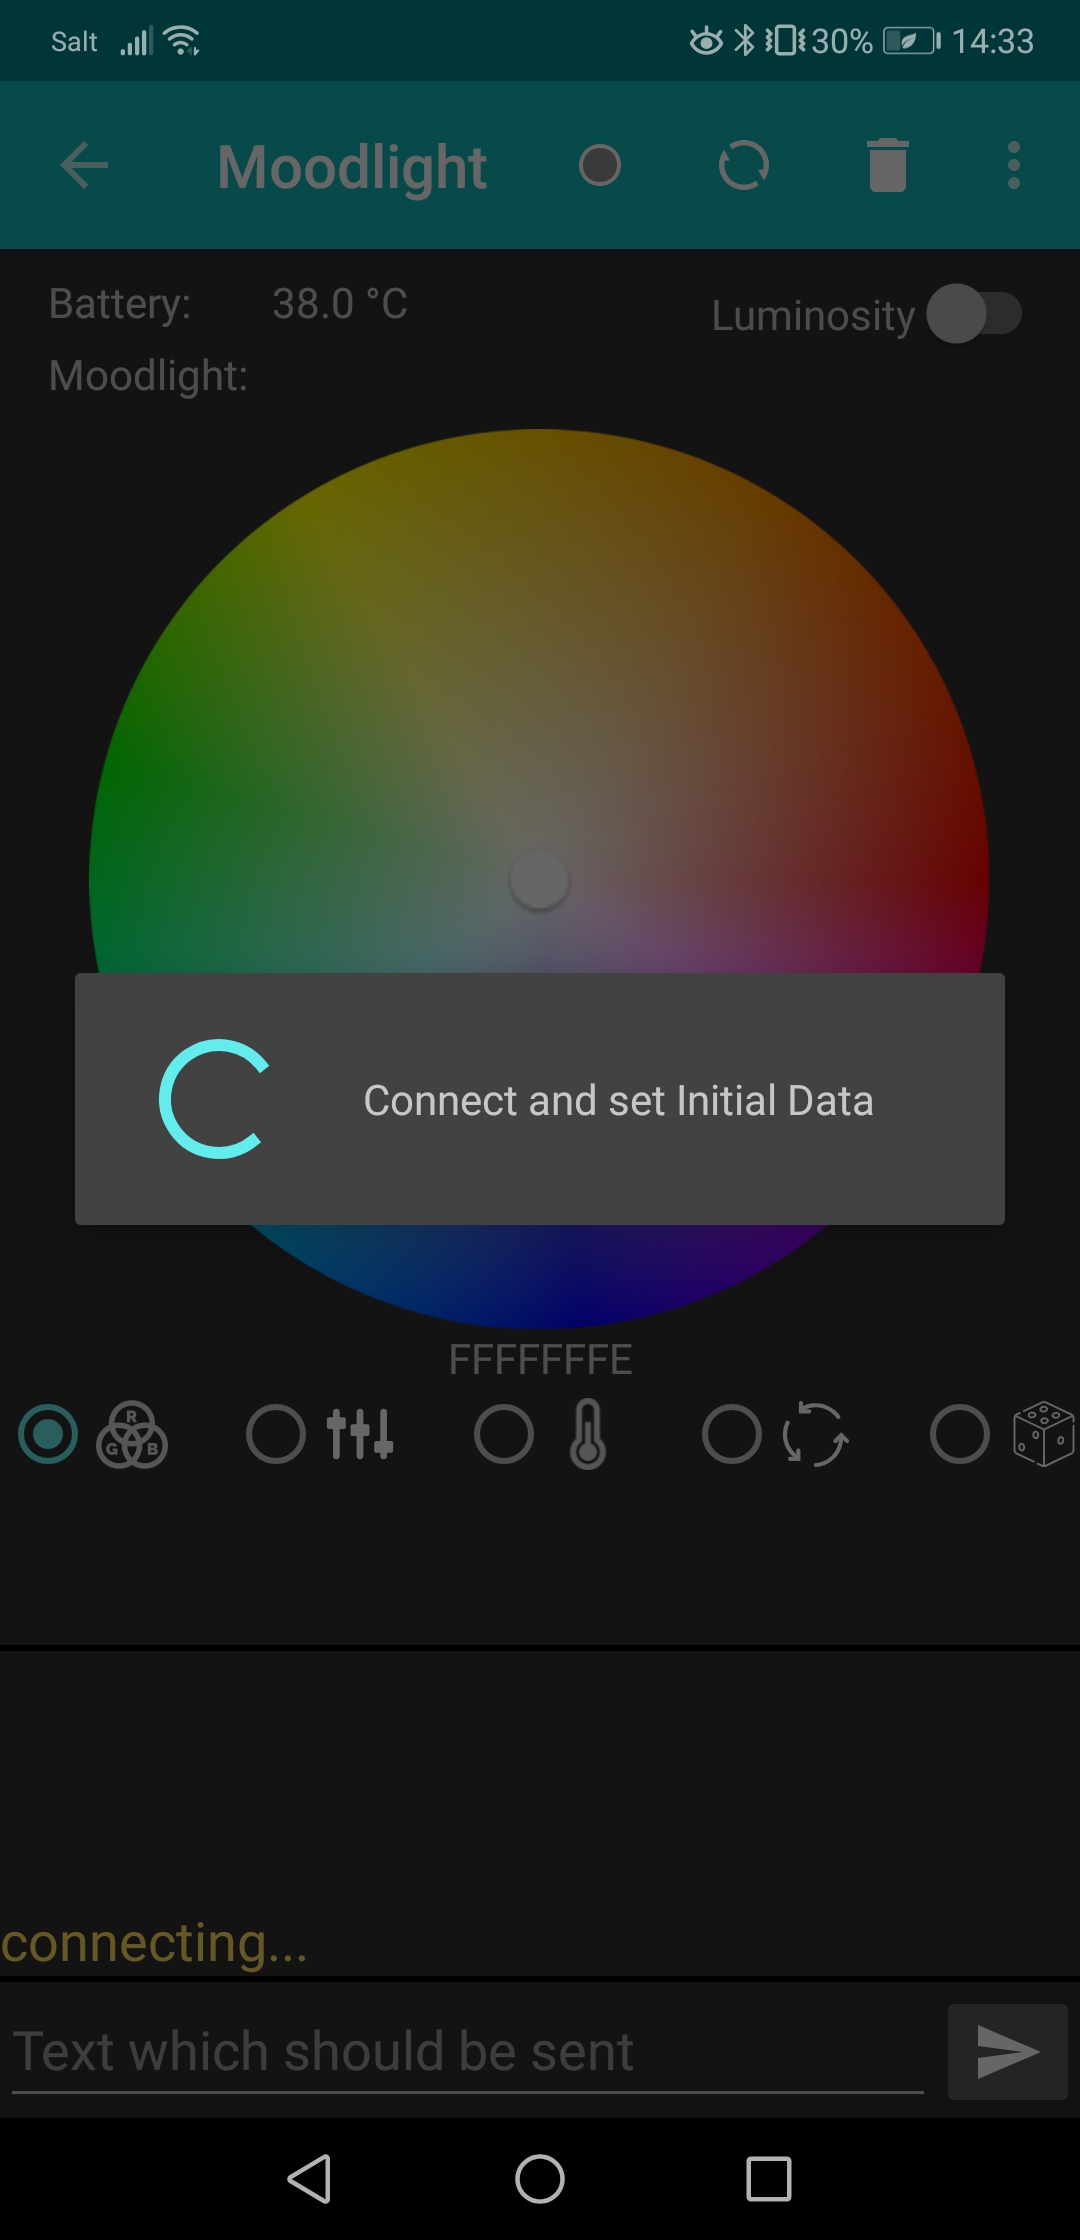 Salt 30% 14:33
Moodlight
Battery: 38.0 °C
Luminosity
Moodlight:
Connect and set Initial Data
FFFFFFFE
R
G B
connecting...
Text which should be sent